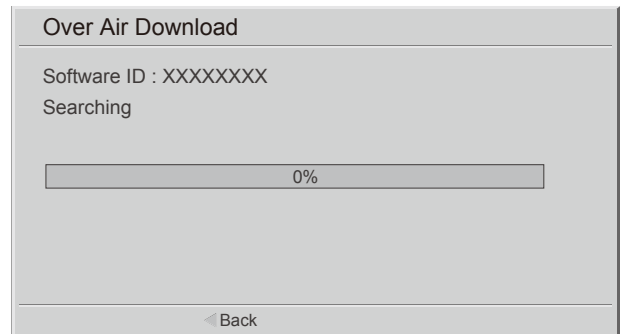 Over Air Download
Software ID : XXXXXXXX
Searching
0%
Back